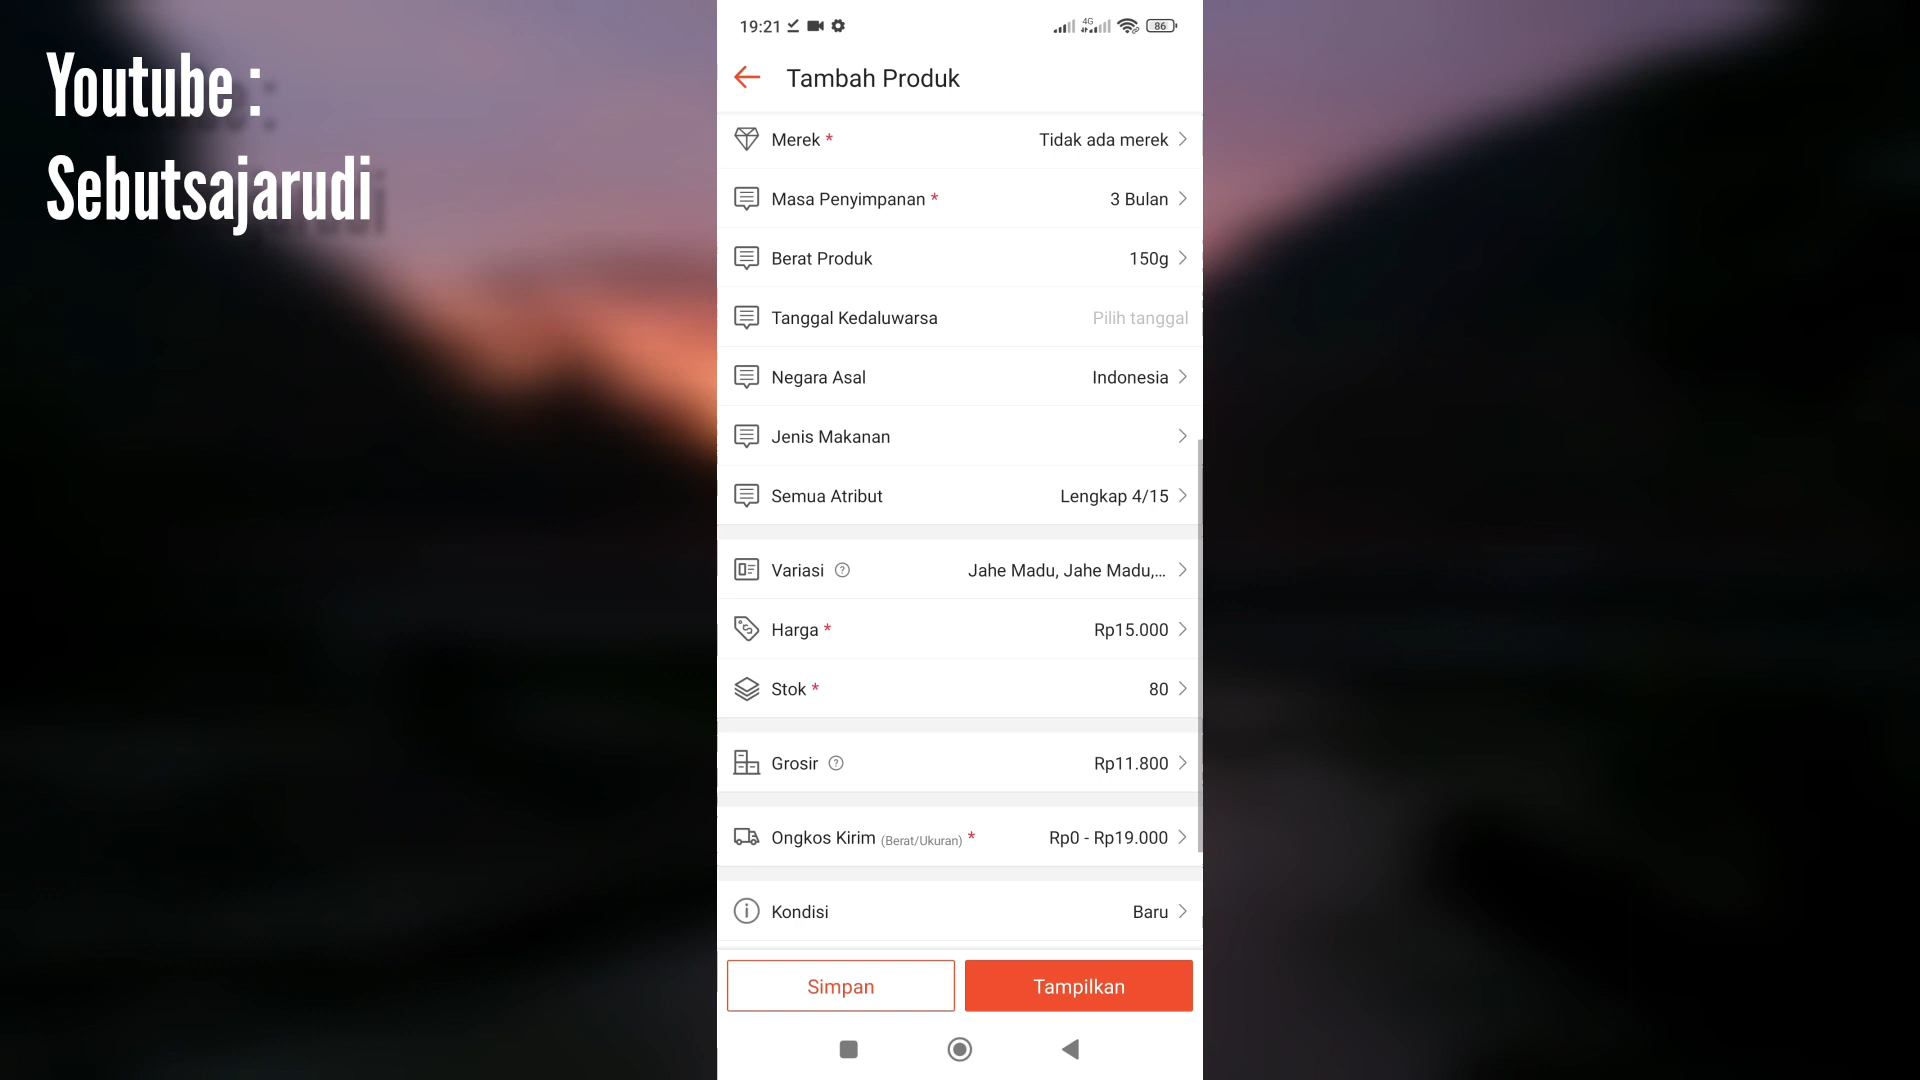 Youtube :
Sebutsajarudi
19:21 4G 86
Tambah Produk
Merek * Tidak ada merek
Masa Penyimpanan * 3 Bulan
Berat Produk 150g
Tanggal Kedaluwarsa Pilih tanggal
Negara Asal Indonesia
Jenis Makanan
Semua Atribut Lengkap 4/15
Variasi ? Jahe Madu, Jahe Madu,...
Harga * Rp15.000
Stok * 80
Grosir ? Rp11.800
Ongkos Kirim (Berat/Ukuran) * Rp0 - Rp19.000
Kondisi Baru
Simpan Tampilkan